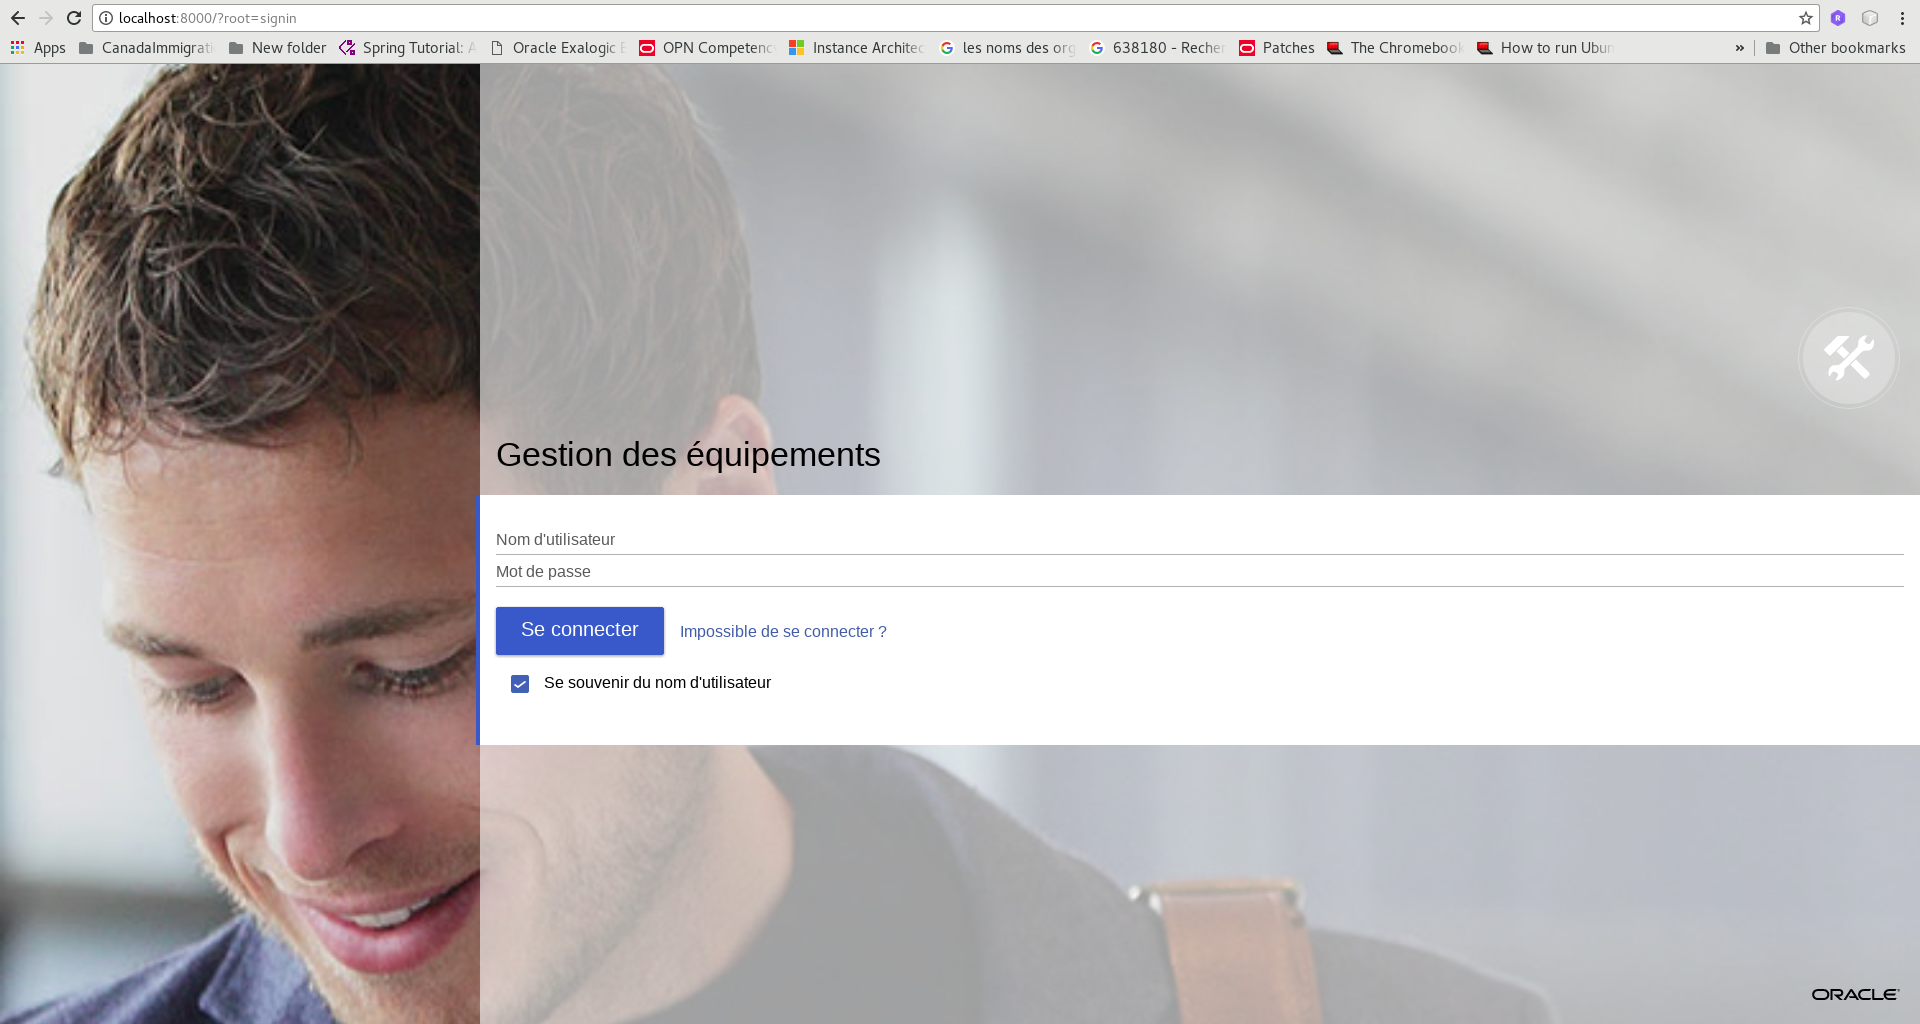 localhost:8000/?root=signin
Apps CanadaImmigrati New folder Spring Tutorial: A Oracle Exalogic E OPN Competenc Instance Architec les noms des org 638180 - Recher Patches The Chromebook How to run Ubun » Other bookmarks
Gestion des équipements
Nom d'utilisateur
Mot de passe
Se connecter Impossible de se connecter ?
Se souvenir du nom d'utilisateur
ORACLE